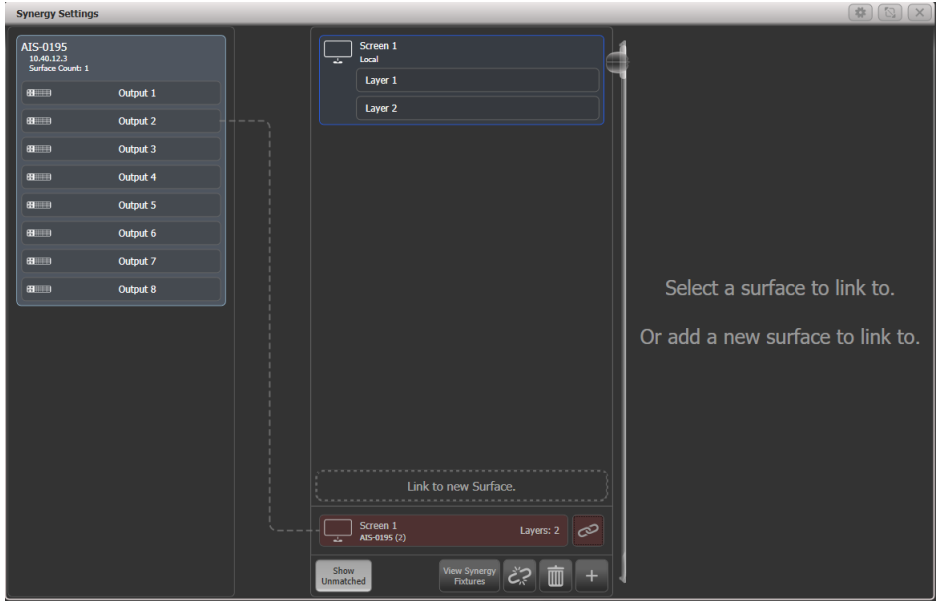 Synergy Settings
AIS-0195
10.40.12.3
Surface Count: 1
Output 1
Output 2
Output 3
Output 4
Output 5
Output 6
Output 7
Output 8
Screen 1
Local
Layer 1
Layer 2
Link to new Surface.
Screen 1
AIS-0195 (2)
Layers: 2
Show
Unmatched
View Synergy
Fixtures
+
Select a surface to link to.
Or add a new surface to link to.